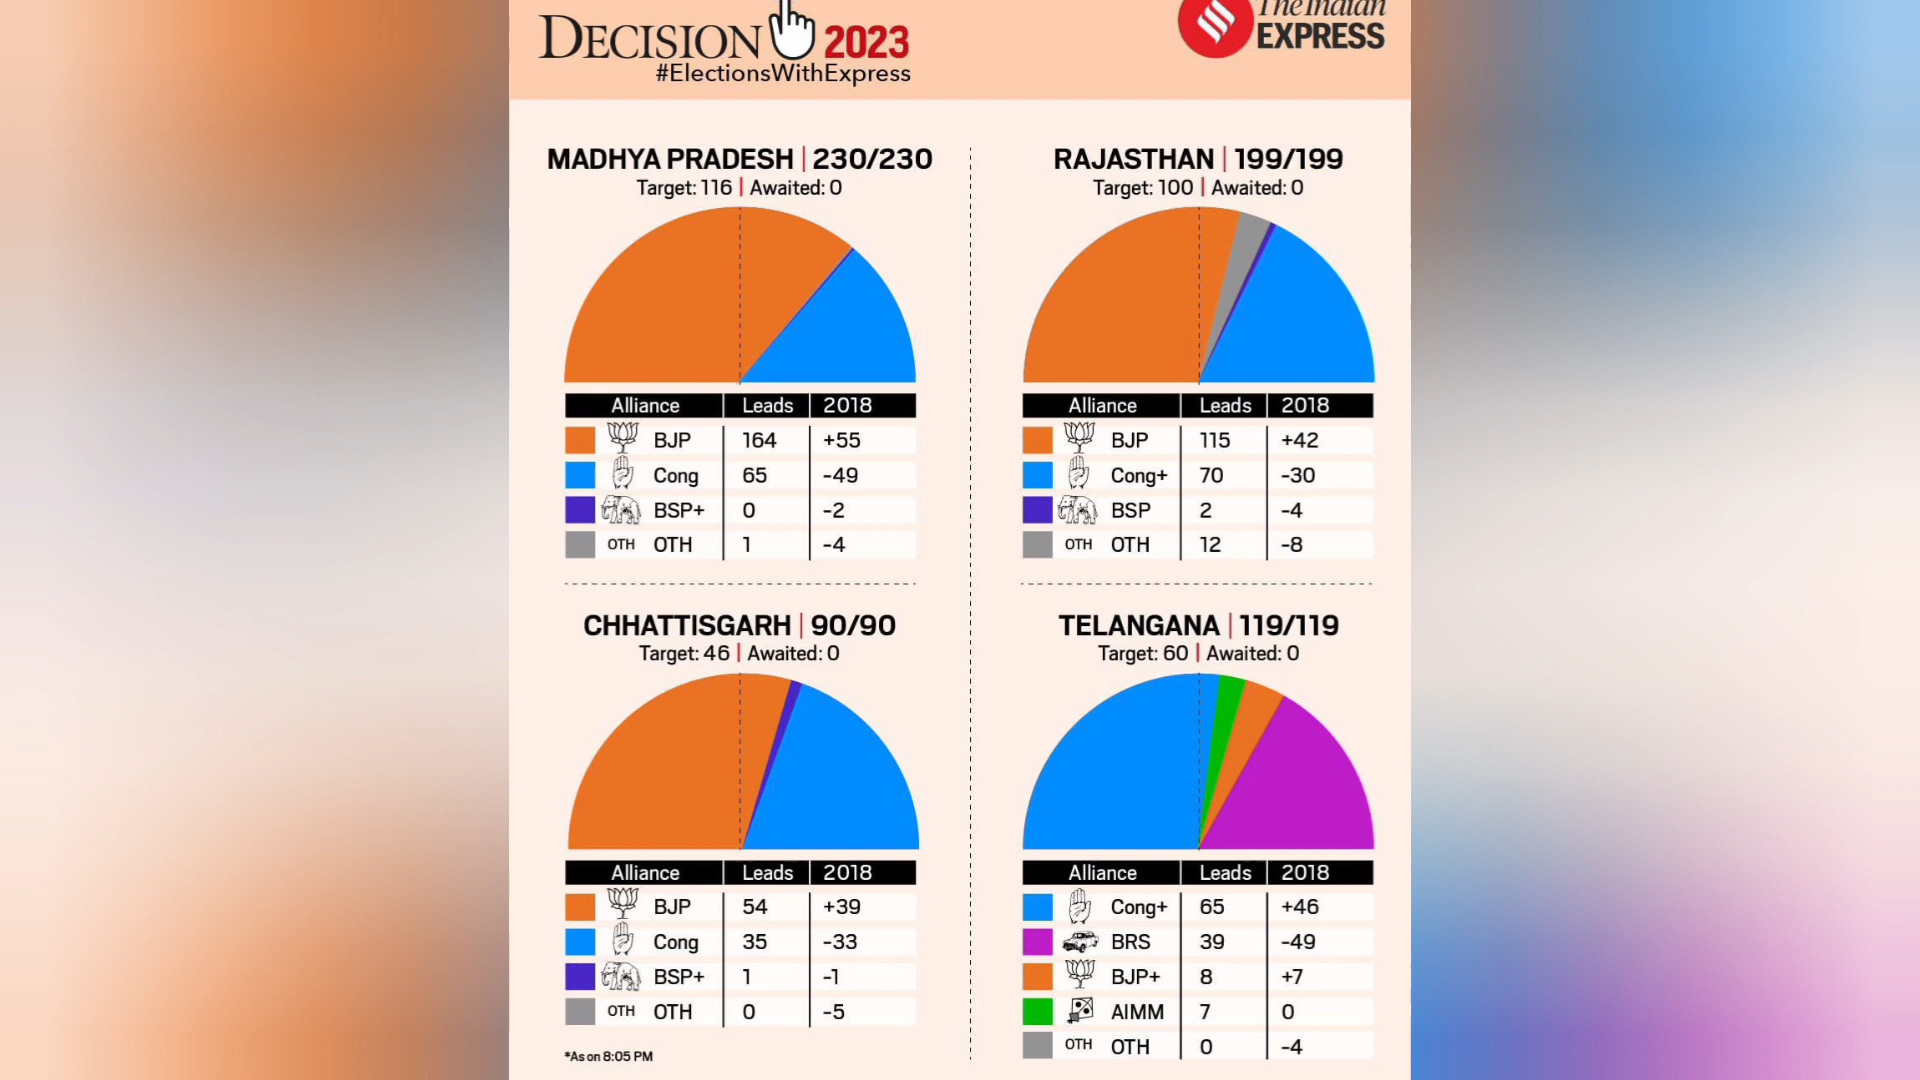 DECISION 2023
#ElectionsWithExpress
The Indian
EXPRESS
MADHYA PRADESH | 230/230
Target: 116 | Awaited: 0
Alliance Leads 2018
BJP 164 +55
Cong 65 -49
BSP+ 0 -2
OTH OTH 1 -4
RAJASTHAN | 199/199
Target: 100 | Awaited: 0
Alliance Leads 2018
BJP 115 +42
Cong+ 70 -30
BSP 2 -4
OTH OTH 12 -8
CHHATTISGARH | 90/90
Target: 46 | Awaited: 0
Alliance Leads 2018
BJP 54 +39
Cong 35 -33
BSP+ 1 -1
OTH OTH 0 -5
*As on 8:05 PM
TELANGANA | 119/119
Target: 60 | Awaited: 0
Alliance Leads 2018
Cong+ 65 +46
BRS 39 -49
BJP+ 8 +7
AIMM 7 0
OTH OTH 0 -4